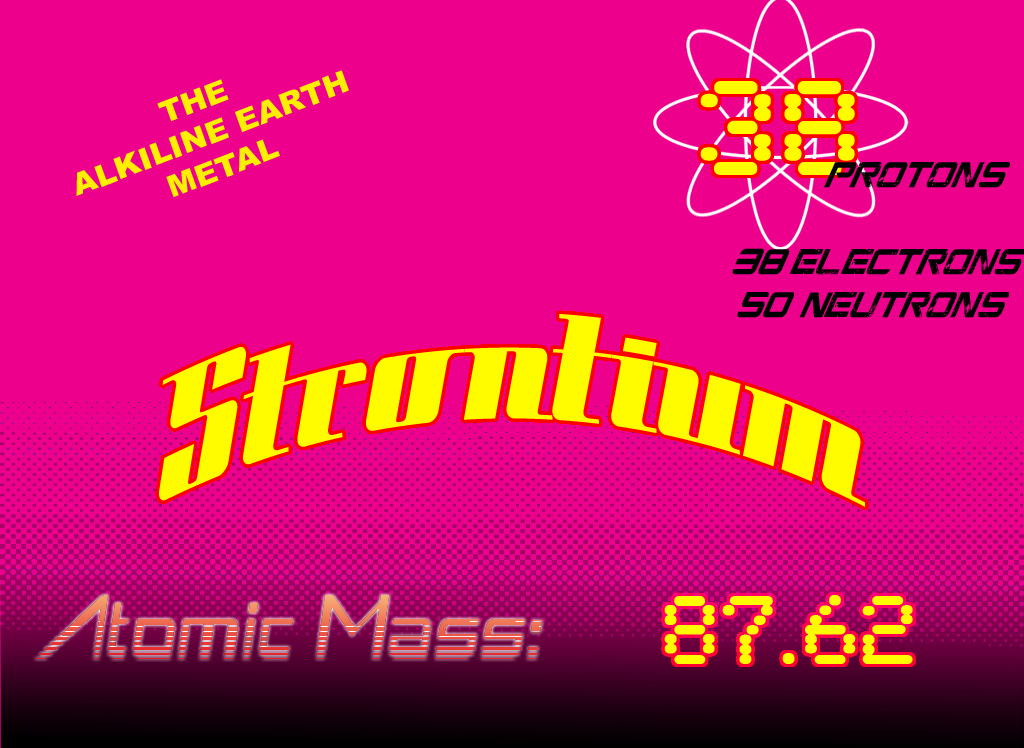 THE
ALKILINE EARTH
METAL
38
PROTONS
38 ELECTRONS
50 NEUTRONS
Strontium
Atomic Mass: 87.62